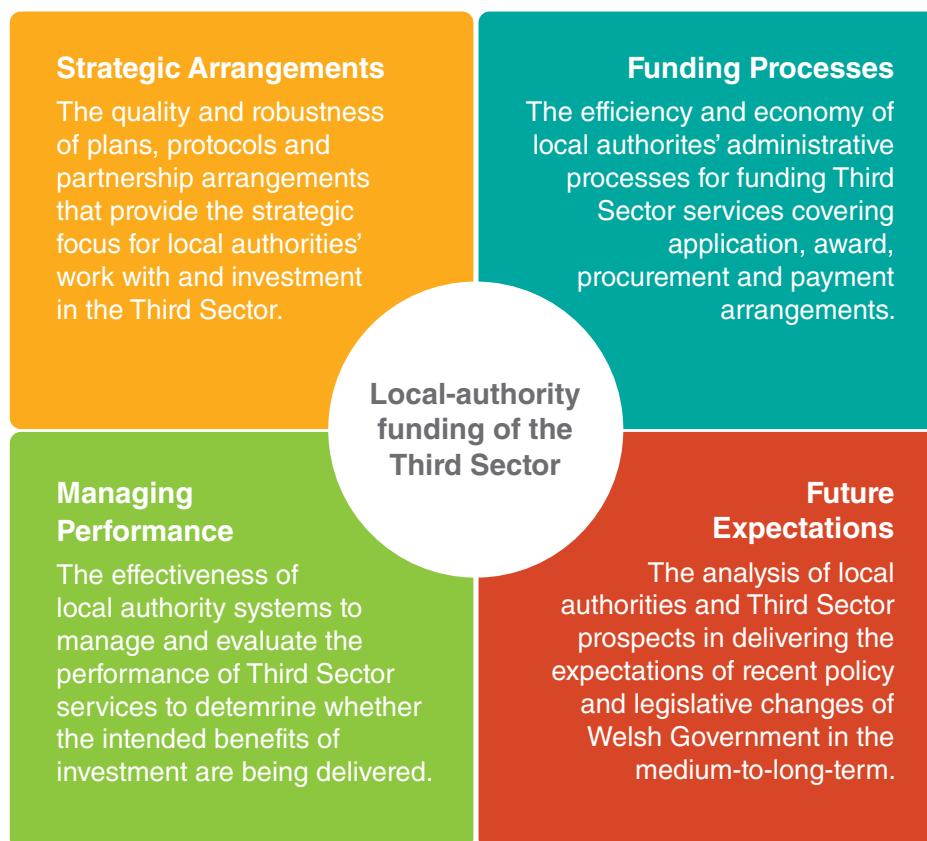 Strategic Arrangements
The quality and robustness
of plans, protocols and
partnership arrangements
that provide the strategic
focus for local authorities’
work with and investment
in the Third Sector.
Funding Processes
The efficiency and economy of
local authorites’ administrative
processes for funding Third
Sector services covering
application, award,
procurement and payment
arrangements.
Local-authority
funding of the
Third Sector
Managing
Performance
The effectiveness of
local authority systems to
manage and evaluate the
performance of Third Sector
services to detemrine whether
the intended benefits of
investment are being delivered.
Future
Expectations
The analysis of local
authorities and Third Sector
prospects in delivering the
expectations of recent policy
and legislative changes of
Welsh Government in the
medium-to-long-term.